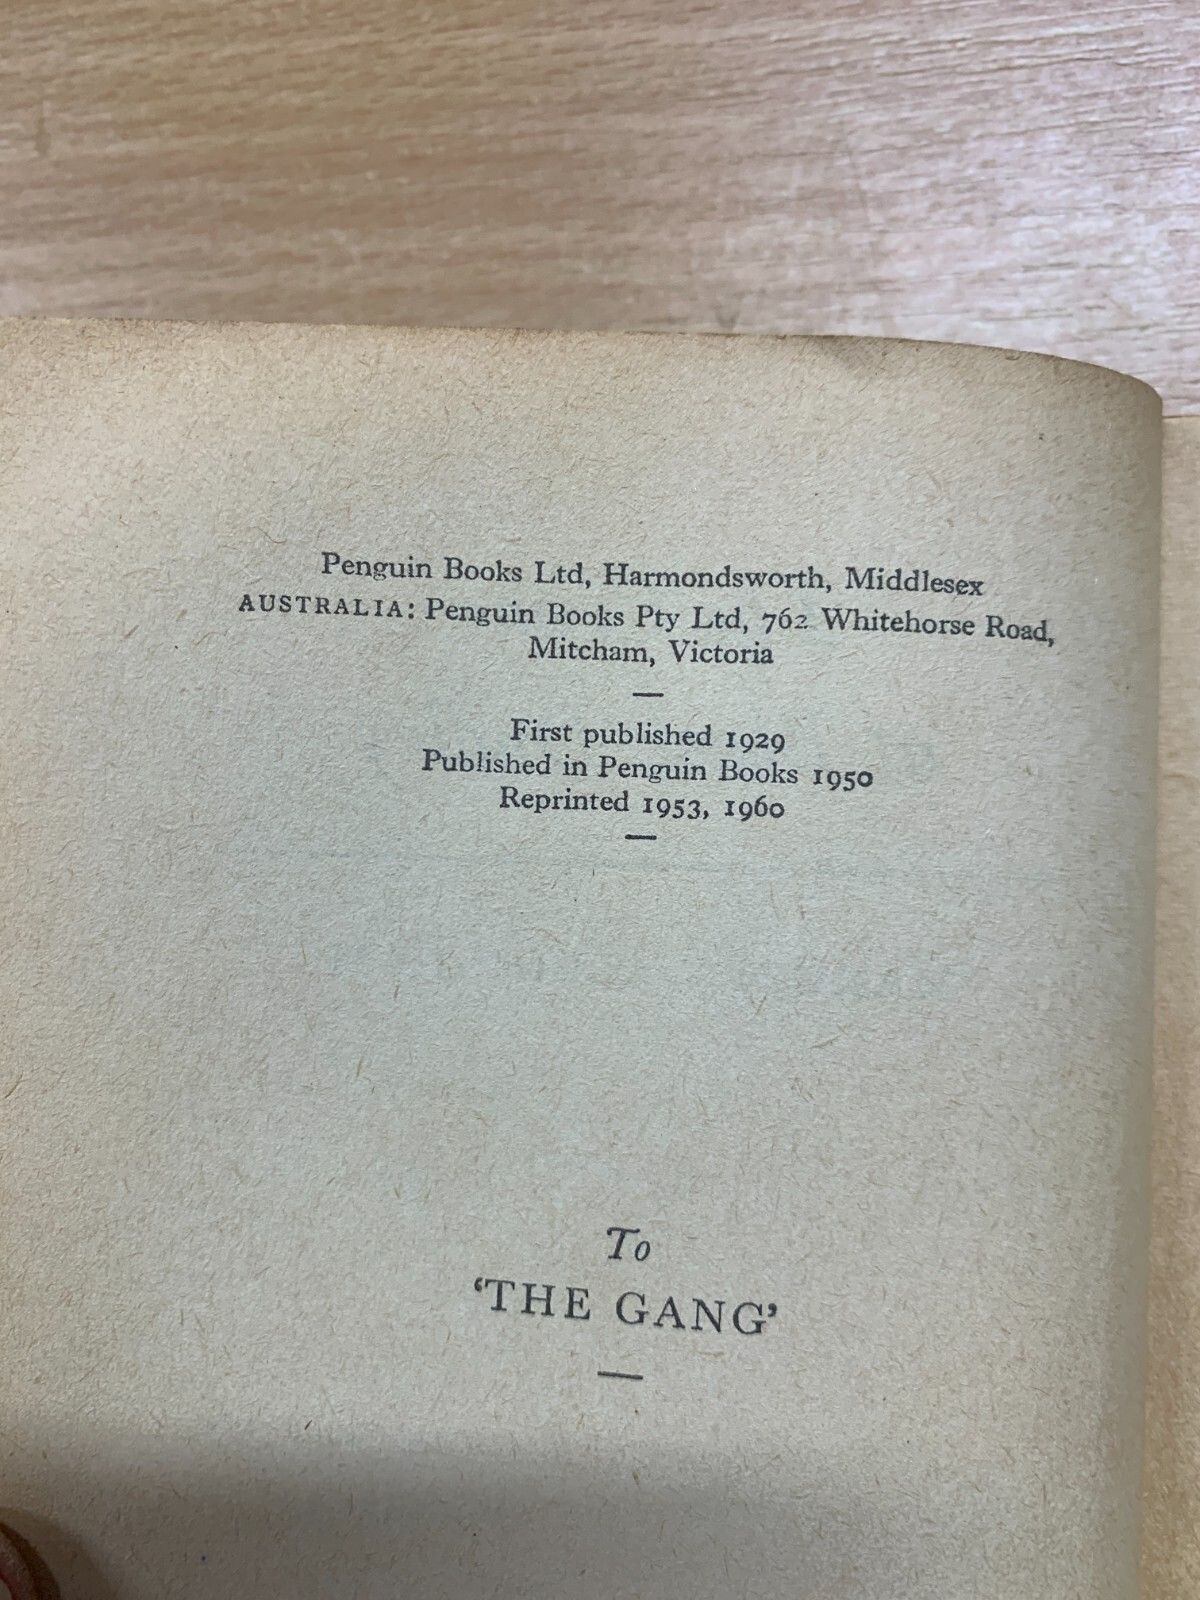 Penguin Books Ltd, Harmondsworth, Middlesex
AUSTRALIA: Penguin Books Pty Ltd, 762 Whitehorse Road,
Mitcham, Victoria
—
First published 1929
Published in Penguin Books 1950
Reprinted 1953, 1960
—
To
‘THE GANG’
—